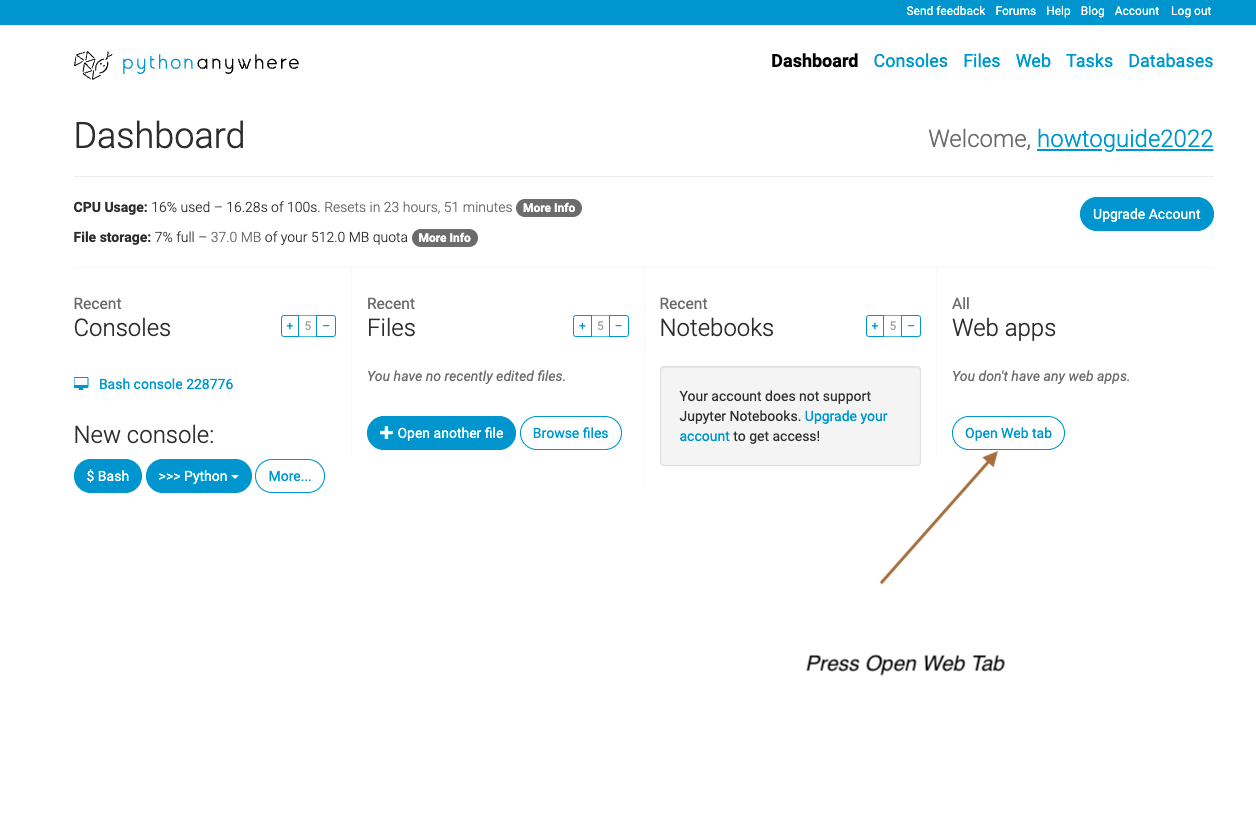 Send feedback Forums Help Blog Account Log out
pythonanywhere
Dashboard Consoles Files Web Tasks Databases
Dashboard
Welcome, howtoguide2022
CPU Usage: 16% used – 16.28s of 100s. Resets in 23 hours, 51 minutes More Info
File storage: 7% full – 37.0 MB of your 512.0 MB quota More Info
Upgrade Account
Recent
Consoles
+ 5 −
Bash console 228776
New console:
$ Bash >>> Python More...
Recent
Files
+ 5 −
You have no recently edited files.
Open another file Browse files
Recent
Notebooks
+ 5 −
Your account does not support
Jupyter Notebooks. Upgrade your
account to get access!
All
Web apps
You don't have any web apps.
Open Web tab
Press Open Web Tab